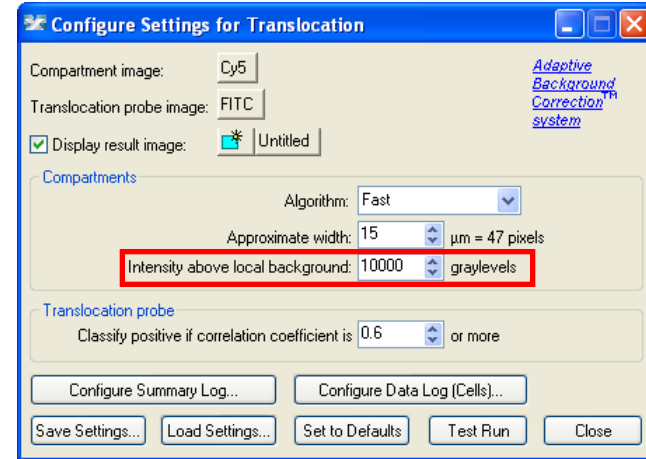 Configure Settings for Translocation
Compartment image: Cy5
Translocation probe image: FITC
Display result image: Untitled
Adaptive
Background
Correction™
system
Compartments
Algorithm: Fast
Approximate width: 15 µm = 47 pixels
Intensity above local background: 10000 graylevels
Translocation probe
Classify positive if correlation coefficient is 0.6 or more
Configure Summary Log... Configure Data Log (Cells)...
Save Settings... Load Settings... Set to Defaults Test Run Close